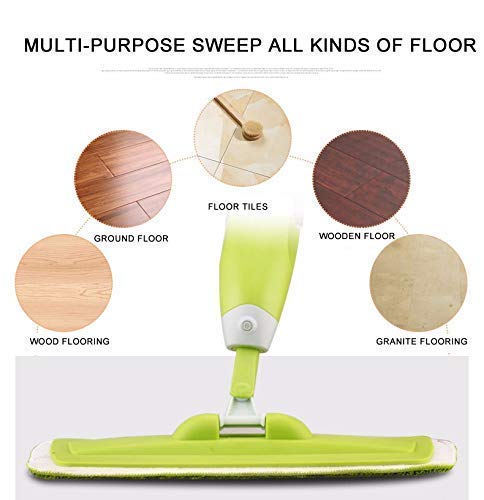 MULTI-PURPOSE SWEEP ALL KINDS OF FLOOR
FLOOR TILES
GROUND FLOOR
WOODEN FLOOR
WOOD FLOORING
GRANITE FLOORING